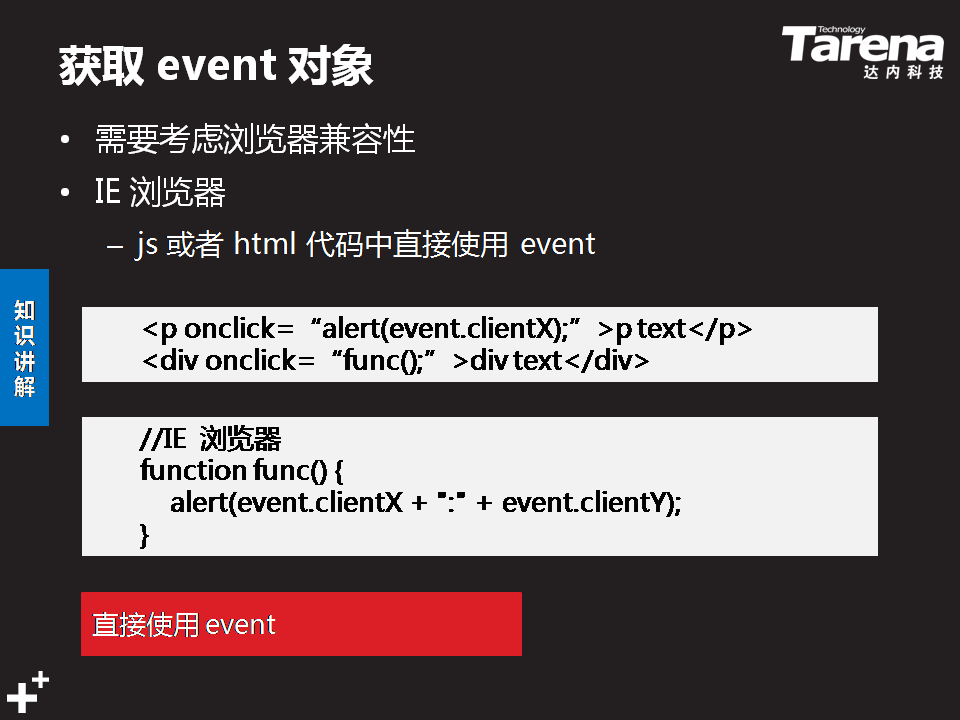 获取 event 对象
Technology
Tarena
达内科技
• 需要考虑浏览器兼容性
• IE 浏览器
– js 或者 html 代码中直接使用 event
知识讲解
<p onclick= “alert(event.clientX);” >p text</p>
<div onclick= “func();” >div text</div>
//IE 浏览器
function func() {
alert(event.clientX + ":" + event.clientY);
}
直接使用 event